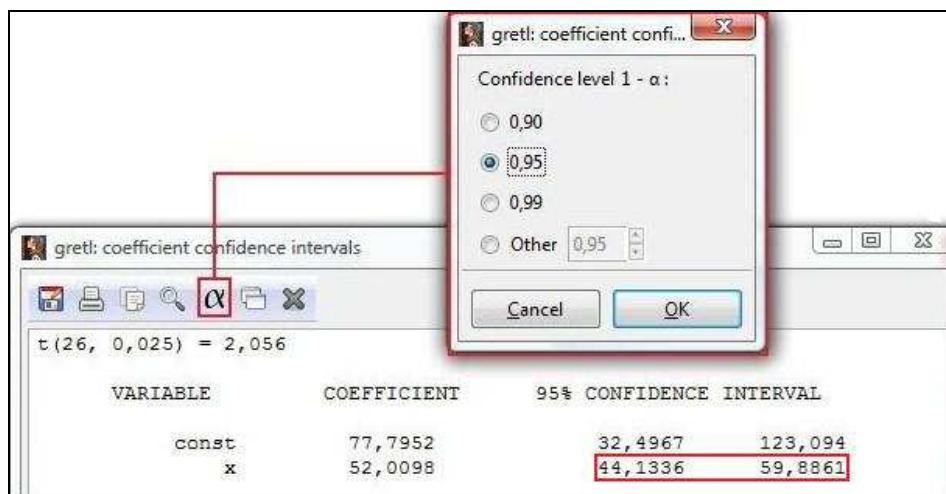 gretl: coefficient confi...
Confidence level 1 - α :
0,90
0,95
0,99
Other 0,95
Cancel OK
gretl: coefficient confidence intervals
α
t(26, 0,025) = 2,056
VARIABLE COEFFICIENT 95% CONFIDENCE INTERVAL
const 77,7952 32,4967 123,094
x 52,0098 44,1336 59,8861